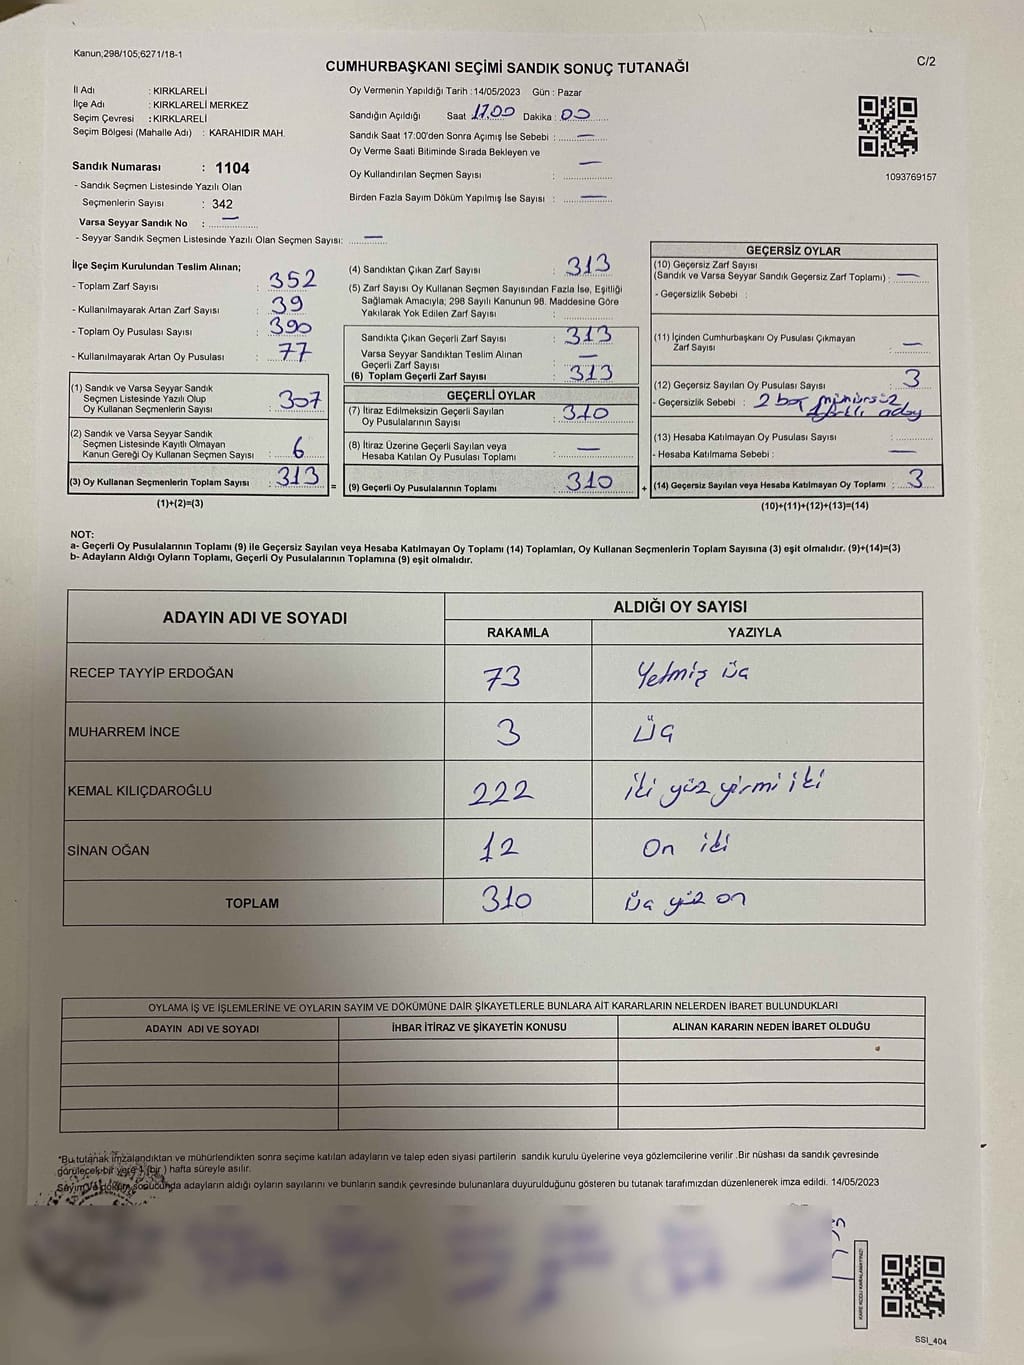 Kanun;298/105;6271/18-1
C/2
CUMHURBAŞKANI SEÇİMİ SANDIK SONUÇ TUTANAĞI
İl Adı : KIRKLARELİ
İlçe Adı : KIRKLARELİ MERKEZ
Seçim Çevresi : KIRKLARELİ
Seçim Bölgesi (Mahalle Adı) : KARAHIDIR MAH.
Sandık Numarası : 1104
- Sandık Seçmen Listesinde Yazılı Olan
Seçmenlerin Sayısı : 342
Varsa Seyyar Sandık No : —
- Seyyar Sandık Seçmen Listesinde Yazılı Olan Seçmen Sayısı: —
Oy Vermenin Yapıldığı Tarih : 14/05/2023 Gün : Pazar
Sandığın Açıldığı Saat 17.00 Dakika : 00
Sandık Saat 17:00'den Sonra Açımış İse Sebebi : —
Oy Verme Saati Bitiminde Sırada Bekleyen ve
Oy Kullandırılan Seçmen Sayısı : —
Birden Fazla Sayım Döküm Yapılmış İse Sayısı : —
1093769157
İlçe Seçim Kurulundan Teslim Alınan;
- Toplam Zarf Sayısı : 352
- Kullanılmayarak Artan Zarf Sayısı : 39
- Toplam Oy Pusulası Sayısı : 390
- Kullanılmayarak Artan Oy Pusulası : 77
(1) Sandık ve Varsa Seyyar Sandık
Seçmen Listesinde Yazılı Olup
Oy Kullanan Seçmenlerin Sayısı : 307
(2) Sandık ve Varsa Seyyar Sandık
Seçmen Listesinde Kayıtlı Olmayan
Kanun Gereği Oy Kullanan Seçmen Sayısı : 6
(3) Oy Kullanan Seçmenlerin Toplam Sayısı : 313
(1)+(2)=(3)
(4) Sandıktan Çıkan Zarf Sayısı : 313
(5) Zarf Sayısı Oy Kullanan Seçmen Sayısından Fazla İse, Eşitliği
Sağlamak Amacıyla; 298 Sayılı Kanunun 98. Maddesine Göre
Yakılarak Yok Edilen Zarf Sayısı :
Sandıkta Çıkan Geçerli Zarf Sayısı : 313
Varsa Seyyar Sandıktan Teslim Alınan
Geçerli Zarf Sayısı : —
(6) Toplam Geçerli Zarf Sayısı : 313
GEÇERLİ OYLAR
(7) İtiraz Edilmeksizin Geçerli Sayılan
Oy Pusulasının Sayısı : 310
(8) İtiraz Üzerine Geçerli Sayılan veya
Hesaba Katılan Oy Pusulası Toplamı : —
= (9) Geçerli Oy Pusulalarının Toplamı : 310
GEÇERSİZ OYLAR
(10) Geçersiz Zarf Sayısı
(Sandık ve Varsa Seyyar Sandık Geçersiz Zarf Toplamı) : —
- Geçersizlik Sebebi :
(11) İçinden Cumhurbaşkanı Oy Pusulası Çıkmayan
Zarf Sayısı : —
(12) Geçersiz Sayılan Oy Pusulası Sayısı : 3
- Geçersizlik Sebebi : 2 boş mühürsüz
1 farklı aday
(13) Hesaba Katılmayan Oy Pusulası Sayısı :
- Hesaba Katılmama Sebebi : —
+ (14) Geçersiz Sayılan veya Hesaba Katılmayan Oy Toplamı : 3
(10)+(11)+(12)+(13)=(14)
NOT:
a- Geçerli Oy Pusulalarının Toplamı (9) ile Geçersiz Sayılan veya Hesaba Katılmayan Oy Toplamı (14) Toplamları, Oy Kullanan Seçmenlerin Toplam Sayısına (3) eşit olmalıdır. (9)+(14)=(3)
b- Adayların Aldığı Oyların Toplamı, Geçerli Oy Pusulalarının Toplamına (9) eşit olmalıdır.
ADAYIN ADI VE SOYADI ALDIĞI OY SAYISI
RAKAMLA YAZIYLA
RECEP TAYYİP ERDOĞAN 73 Yetmiş üç
MUHARREM İNCE 3 Üç
KEMAL KILIÇDAROĞLU 222 iki yüz yirmi iki
SİNAN OĞAN 12 On iki
TOPLAM 310 Üç yüz on
OYLAMA İŞ VE İŞLEMLERİNE VE OYLARIN SAYIM VE DÖKÜMÜNE DAİR ŞİKAYETLERLE BUNLARA AİT KARARLARIN NELERDEN İBARET BULUNDUKLARI
ADAYIN ADI VE SOYADI İHBAR İTİRAZ VE ŞİKAYETİN KONUSU ALINAN KARARIN NEDEN İBARET OLDUĞU
*Bu tutanak imzalandıktan ve mühürlendikten sonra seçime katılan adayların ve talep eden siyasi partilerin sandık kurulu üyelerine veya gözlemcilerine verilir .Bir nüshası da sandık çevresinde
görülecek bir yere 1 (bir ) hafta süreyle asılır.
Sayım ve döküm sonucunda adayların aldığı oyların sayılarını ve bunların sandık çevresinde bulunanlara duyurulduğunu gösteren bu tutanak tarafımızdan düzenlenerek imza edildi. 14/05/2023
KARE KODU KARALAMAYINIZ!
SSI_404